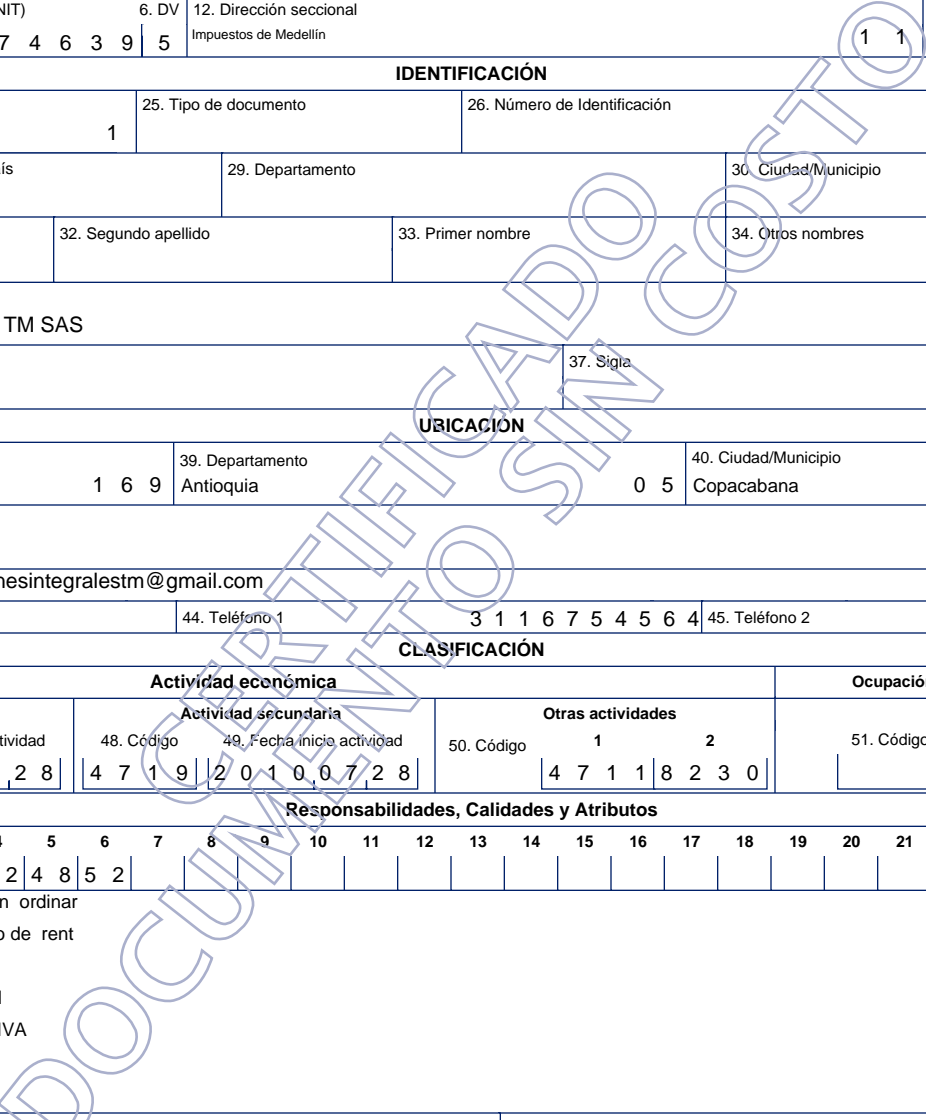 NIT) 6. DV 12. Dirección seccional
7 4 6 3 9 5 Impuestos de Medellín 1 1
IDENTIFICACIÓN
25. Tipo de documento 26. Número de Identificación
1
ís 29. Departamento 30. Ciudad/Municipio
32. Segundo apellido 33. Primer nombre 34. Otros nombres
TM SAS
37. Sigla
UBICACIÓN
39. Departamento 40. Ciudad/Municipio
1 6 9 Antioquia 0 5 Copacabana
nesintegralestm@gmail.com
44. Teléfono 1 3 1 1 6 7 5 4 5 6 4 45. Teléfono 2
CLASIFICACIÓN
Actividad económica Ocupación
Actividad secundaria Otras actividades
tividad 48. Código 49. Fecha inicio actividad 50. Código 1 2 51. Código
2 8 4 7 1 9 2 0 1 0 0 7 2 8 4 7 1 1 8 2 3 0
Responsabilidades, Calidades y Atributos
5 6 7 8 9 10 11 12 13 14 15 16 17 18 19 20 21
2 4 8 5 2
n ordinar
o de rent
IVA
CERTIFICADO
DOCUMENTO SIN COSTO